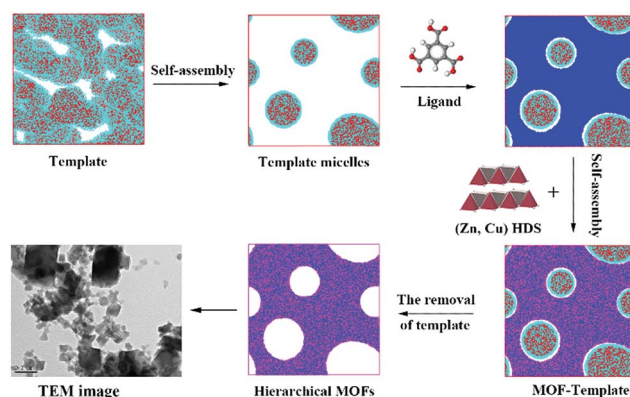 Self-assembly
Ligand
Template
Template micelles
Self-assembly
+
(Zn, Cu) HDS
The removal
of template
TEM image
Hierarchical MOFs
MOF-Template